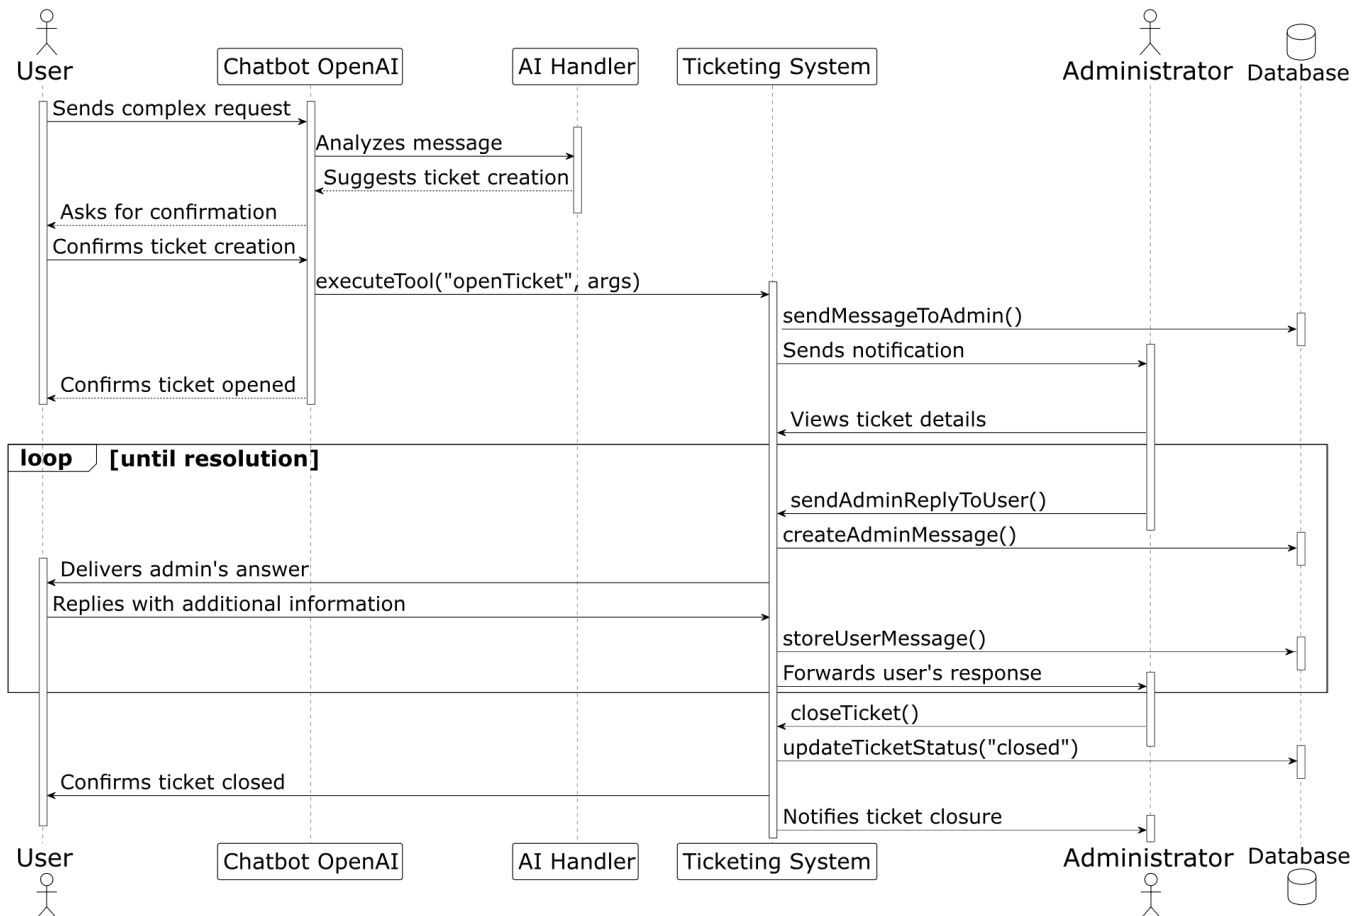 User
Chatbot OpenAI
AI Handler
Ticketing System
Administrator
Database
Sends complex request
Analyzes message
Suggests ticket creation
Asks for confirmation
Confirms ticket creation
executeTool("openTicket", args)
sendMessageToAdmin()
Sends notification
Confirms ticket opened
Views ticket details
loop [until resolution]
sendAdminReplyToUser()
createAdminMessage()
Delivers admin's answer
Replies with additional information
storeUserMessage()
Forwards user's response
closeTicket()
updateTicketStatus("closed")
Confirms ticket closed
Notifies ticket closure
User
Chatbot OpenAI
AI Handler
Ticketing System
Administrator
Database